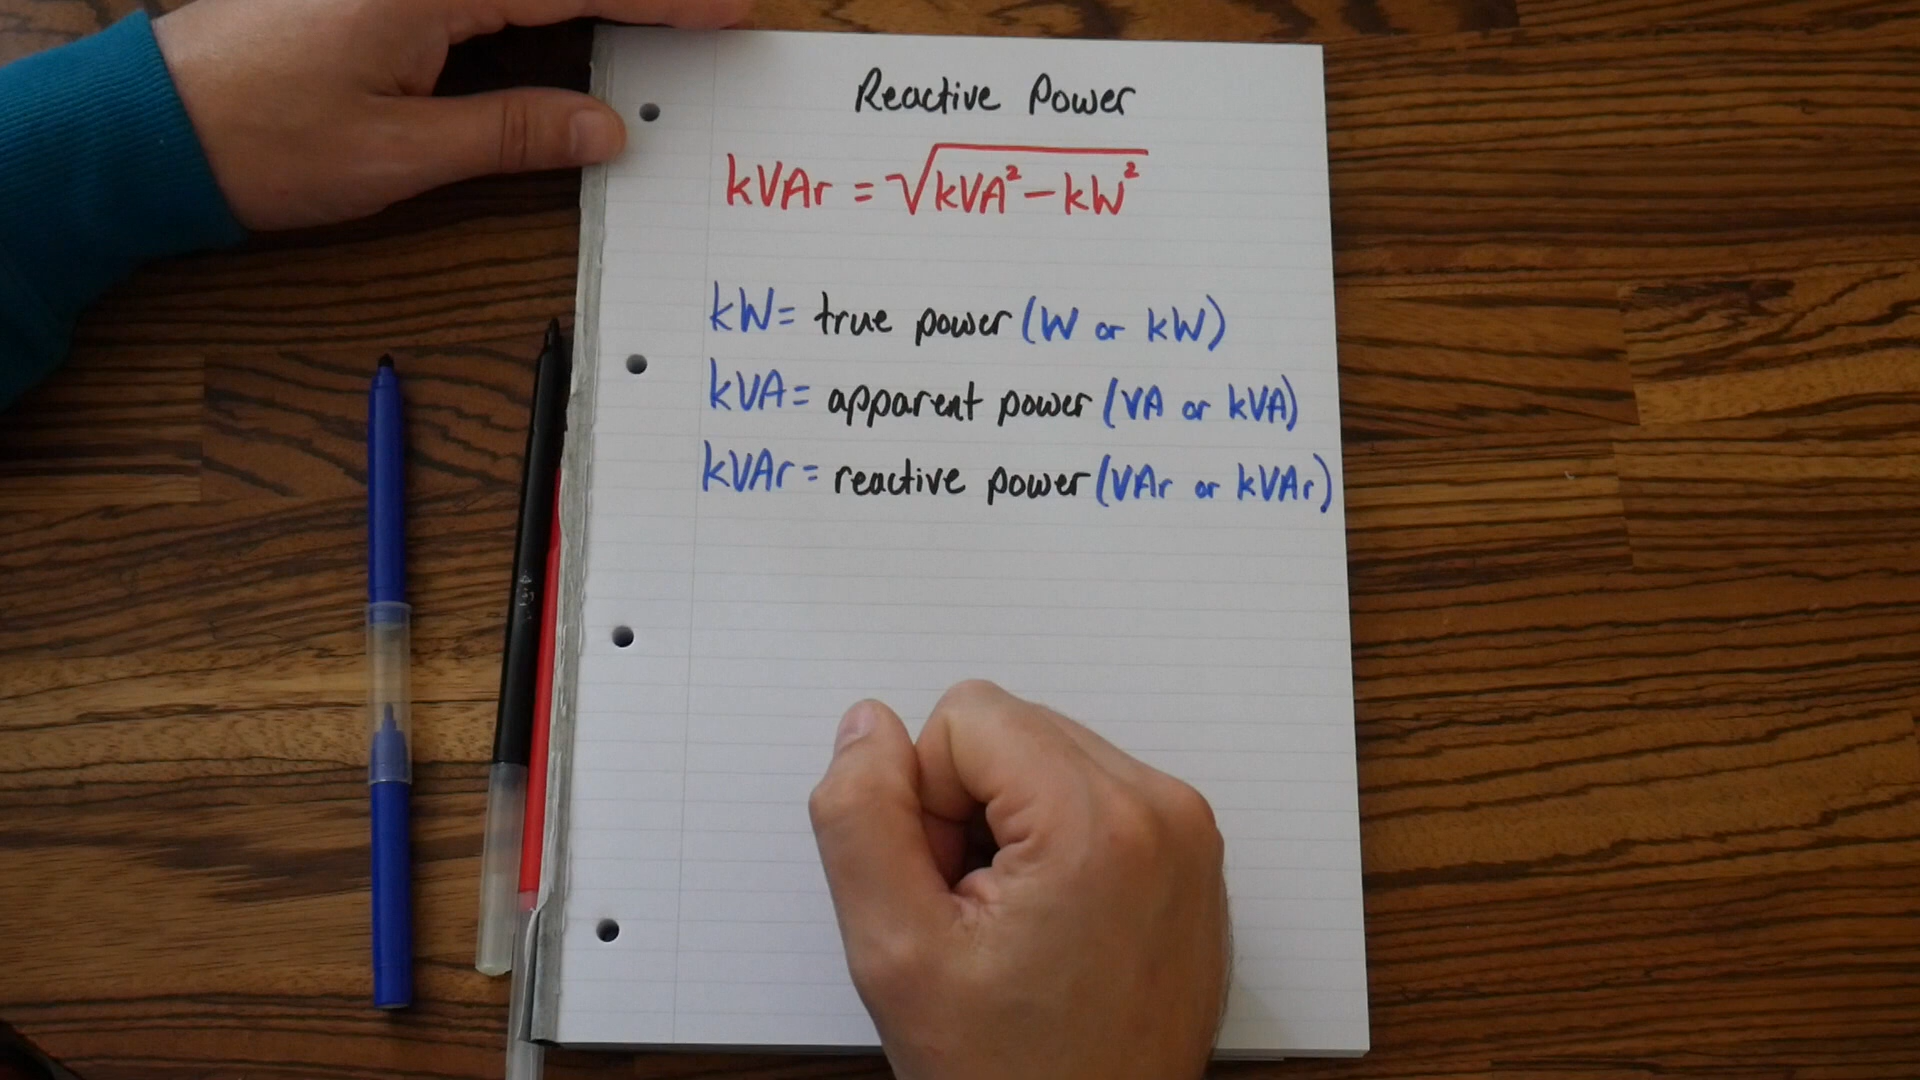 Reactive Power
kVAr = √kVA² − kW²
kW = true power (W or kW)
kVA = apparent power (VA or kVA)
kVAr = reactive power (VAr or kVAr)